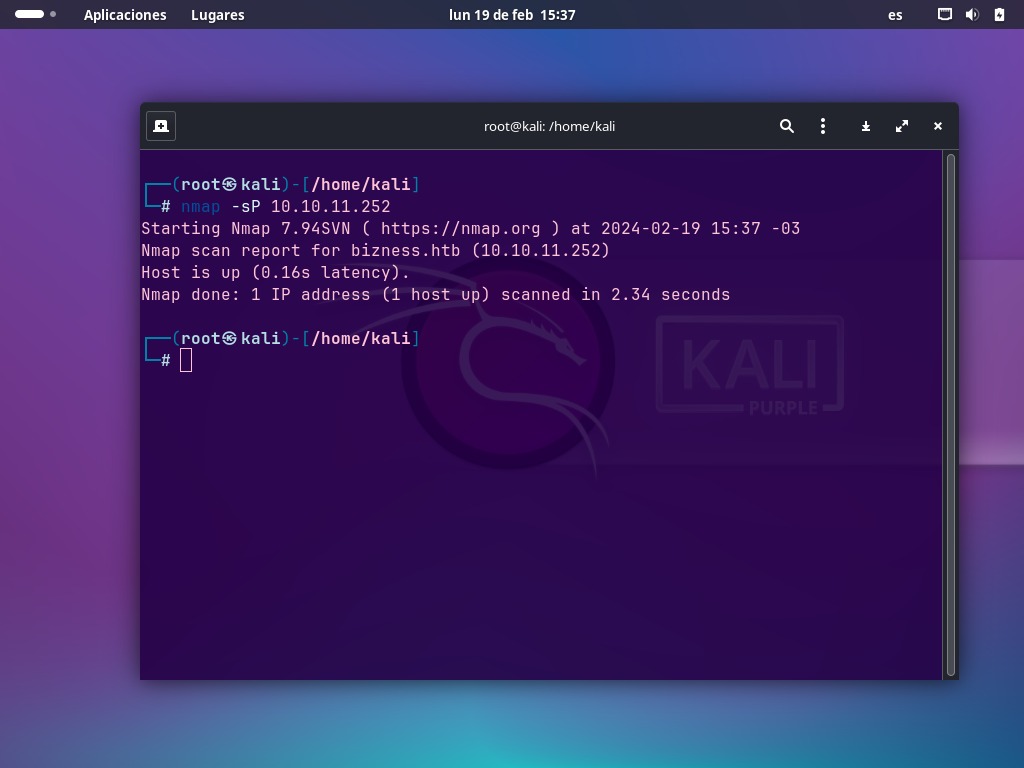 Aplicaciones Lugares lun 19 de feb 15:37 es
root@kali: /home/kali
┌──(root㉿kali)-[/home/kali]
└─# nmap -sP 10.10.11.252
Starting Nmap 7.94SVN ( https://nmap.org ) at 2024-02-19 15:37 -03
Nmap scan report for bizness.htb (10.10.11.252)
Host is up (0.16s latency).
Nmap done: 1 IP address (1 host up) scanned in 2.34 seconds
┌──(root㉿kali)-[/home/kali]
└─#
KALI
PURPLE